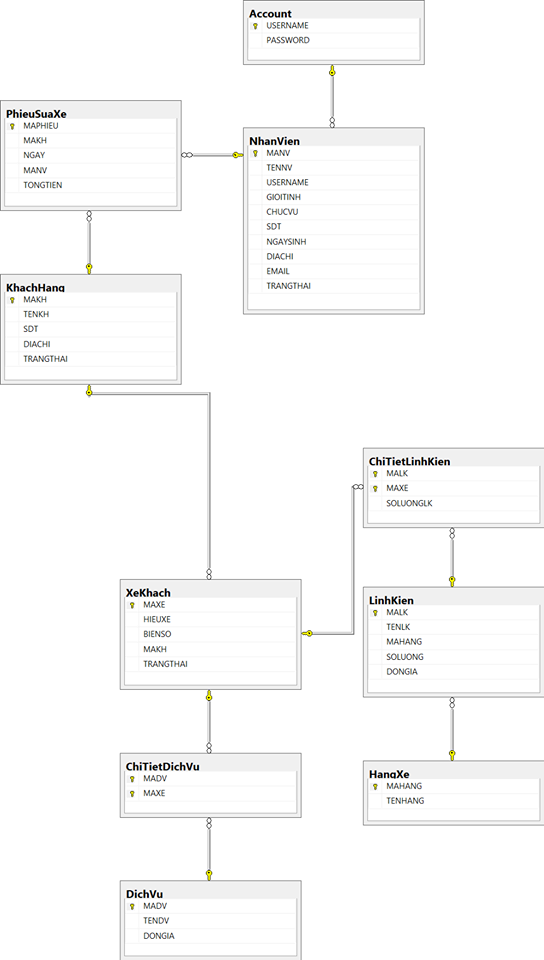 Account
USERNAME
PASSWORD
PhieuSuaXe
MAPHIEU
MAKH
NGAY
MANV
TONGTIEN
NhanVien
MANV
TENNV
USERNAME
GIOITINH
CHUCVU
SDT
NGAYSINH
DIACHI
EMAIL
TRANGTHAI
KhachHang
MAKH
TENKH
SDT
DIACHI
TRANGTHAI
ChiTietLinhKien
MALK
MAXE
SOLUONGLK
XeKhach
MAXE
HIEUXE
BIENSO
MAKH
TRANGTHAI
LinhKien
MALK
TENLK
MAHANG
SOLUONG
DONGIA
ChiTietDichVu
MADV
MAXE
HangXe
MAHANG
TENHANG
DichVu
MADV
TENDV
DONGIA